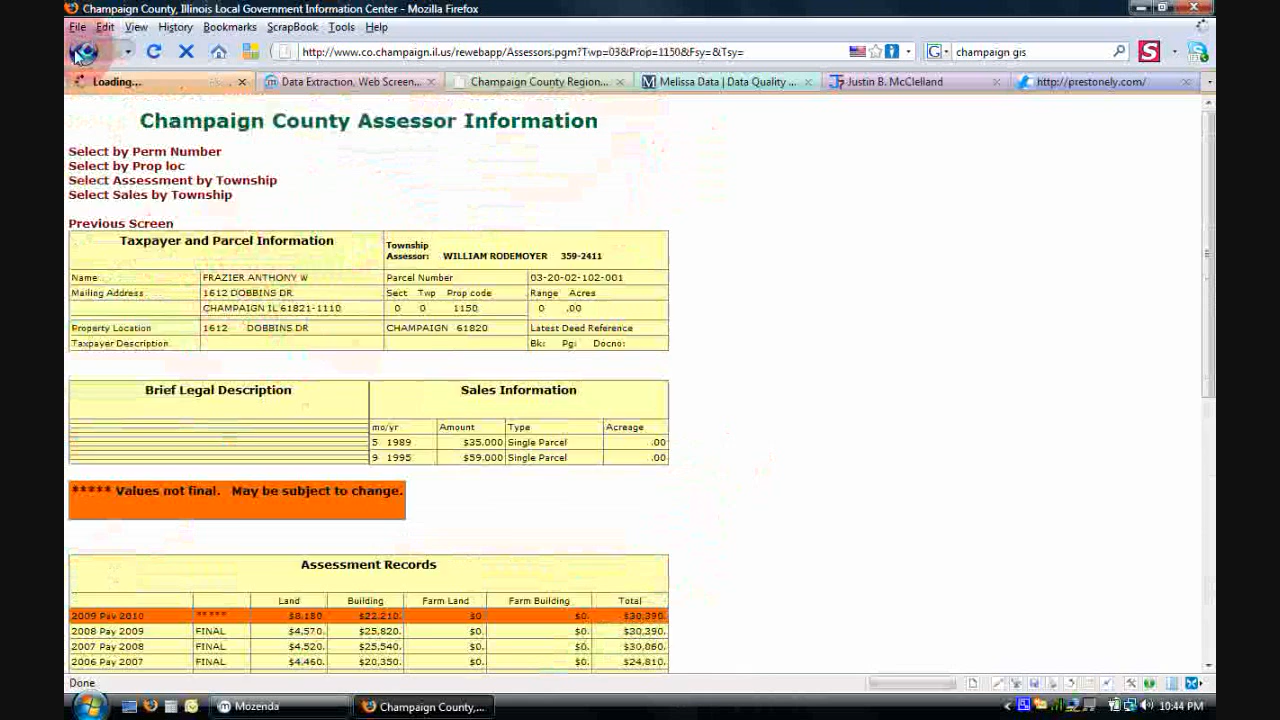 Champaign County, Illinois Local Government Information Center - Mozilla Firefox
File Edit View History Bookmarks ScrapBook Tools Help
http://www.co.champaign.il.us/rewebapp/Assessors.pgm?Twp=03&Prop=1150&Fsy=&Tsy=
champaign gis
Loading... Data Extraction, Web Screen... Champaign County Region... Melissa Data | Data Quality ... Justin B. McClelland http://prestonely.com/
Champaign County Assessor Information
Select by Perm Number
Select by Prop loc
Select Assessment by Township
Select Sales by Township
Previous Screen
Taxpayer and Parcel Information Township
Assessor: WILLIAM RODEMOYER 359-2411
Name FRAZIER ANTHONY W Parcel Number 03-20-02-102-001
Mailing Address 1612 DOBBINS DR Sect Twp Prop code Range Acres
CHAMPAIGN IL 61821-1110 0 0 1150 0 .00
Property Location 1612 DOBBINS DR CHAMPAIGN 61820 Latest Deed Reference
Taxpayer Description Bk: Pg: Docno:
Brief Legal Description Sales Information
mo/yr Amount Type Acreage
5 1989 $35.000 Single Parcel .00
9 1995 $59.000 Single Parcel .00
***** Values not final. May be subject to change.
Assessment Records
Land Building Farm Land Farm Building Total
2009 Pay 2010 ***** $8,180. $22,210. $0 $0. $30,390.
2008 Pay 2009 FINAL $4,570. $25,820. $0. $0. $30,390.
2007 Pay 2008 FINAL $4,520. $25,540. $0. $0. $30,060.
2006 Pay 2007 FINAL $4,460. $20,350. $0. $0. $24,810.
Done
Mozenda Champaign County,... 10:44 PM